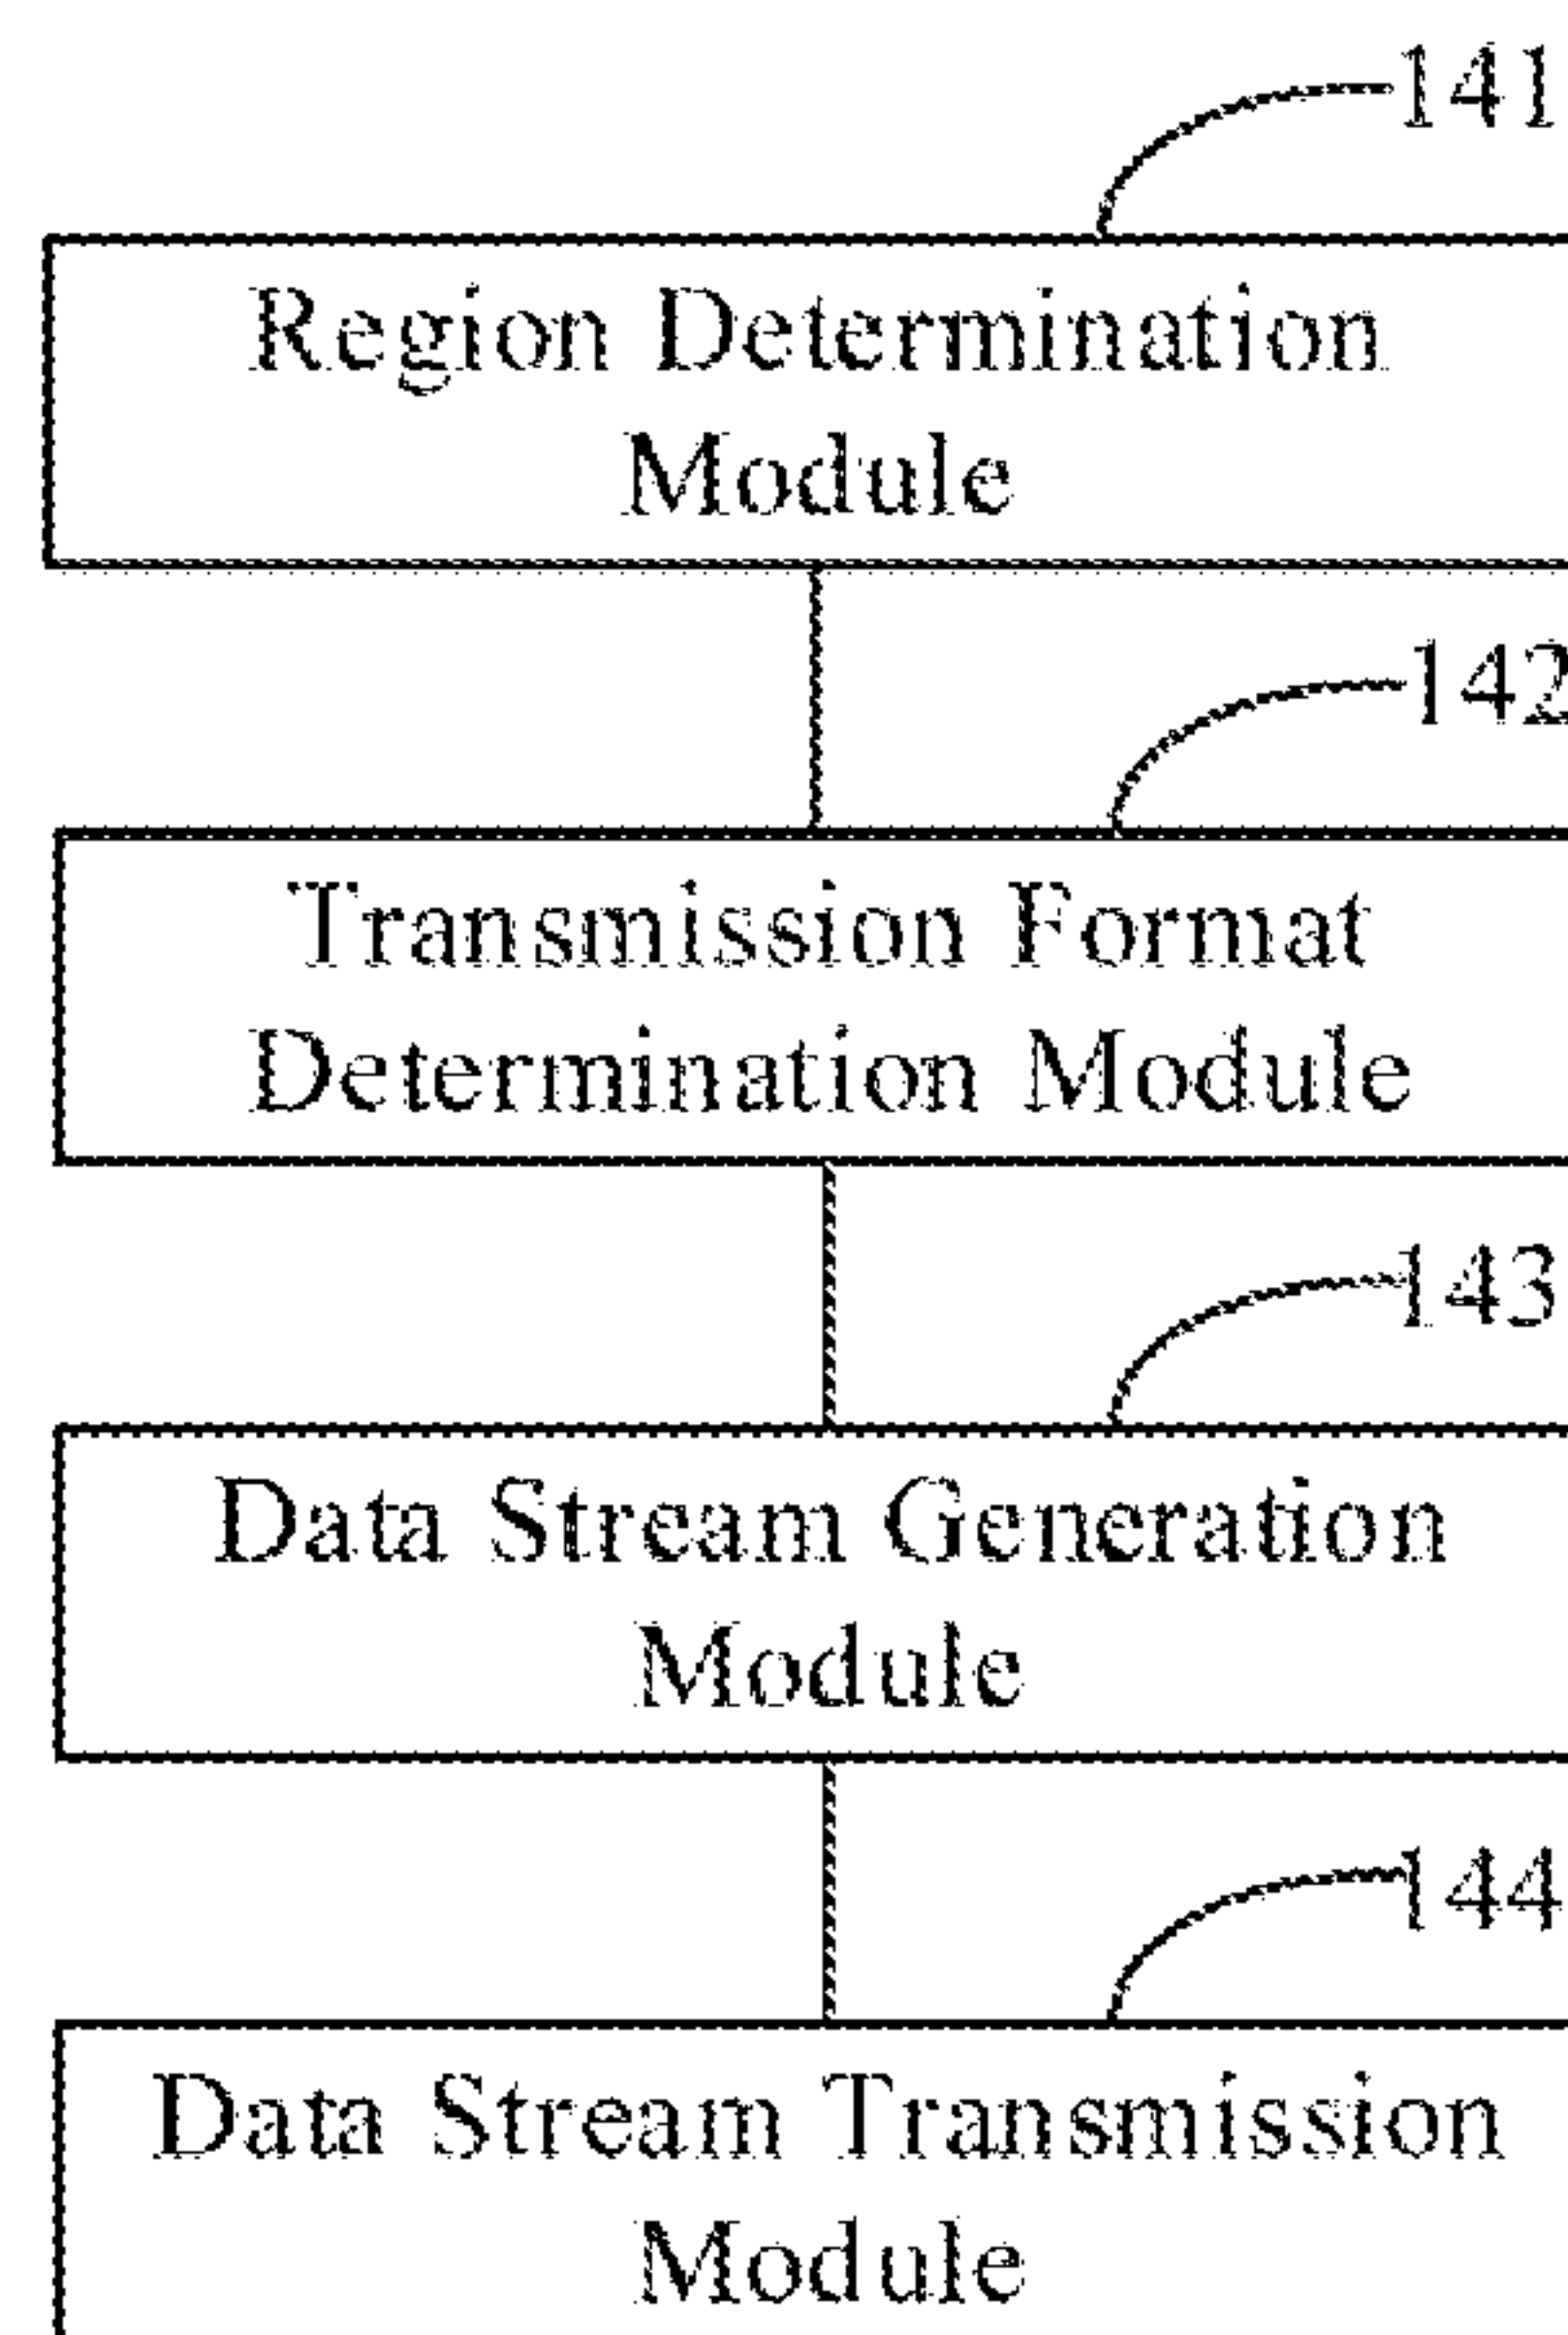 141
Region Determination
Module
142
Transmission Format
Determination Module
143
Data Stream Generation
Module
144
Data Stream Transmission
Module